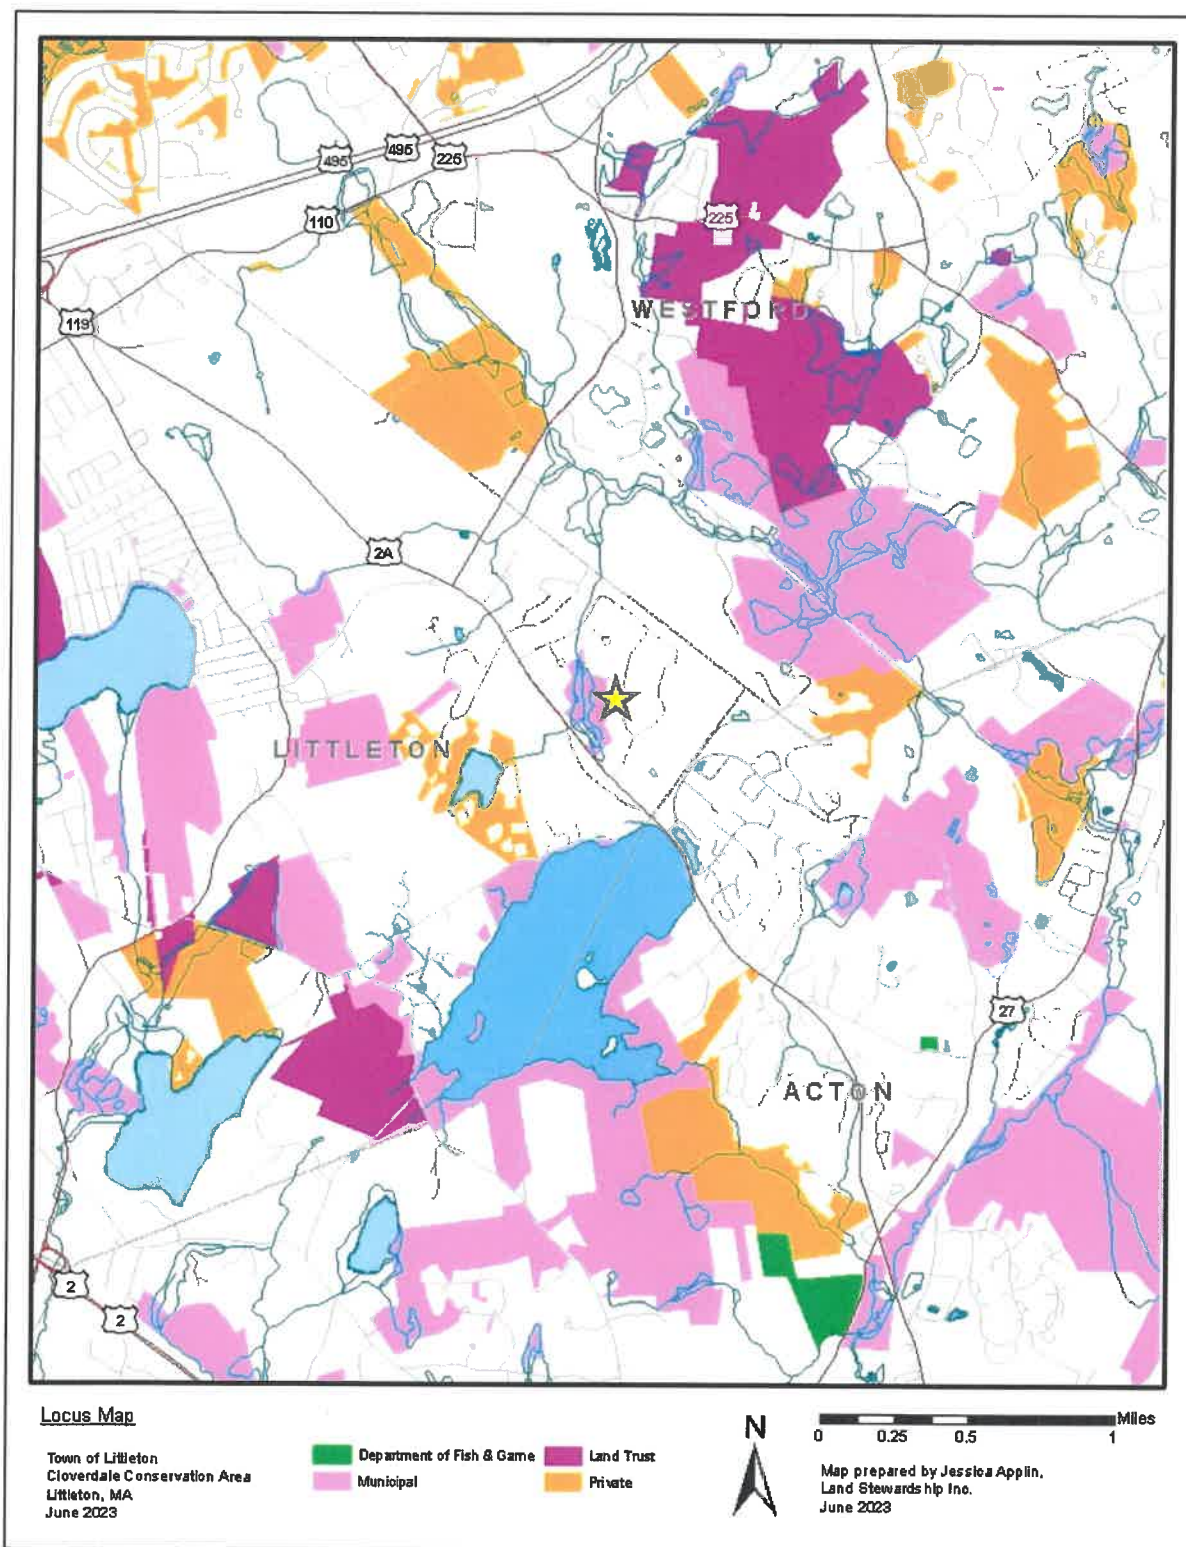 495
495
225
110
225
WESTFORD
119
2A
LITTLETON
27
ACTON
2
2
Locus Map
Town of Littleton
Cloverdale Conservation Area
Littleton, MA
June 2023
Department of Fish & Game
Land Trust
Municipal
Private
N
Miles
0 0.25 0.5 1
Map prepared by Jessica Applin,
Land Stewardship Inc.
June 2023